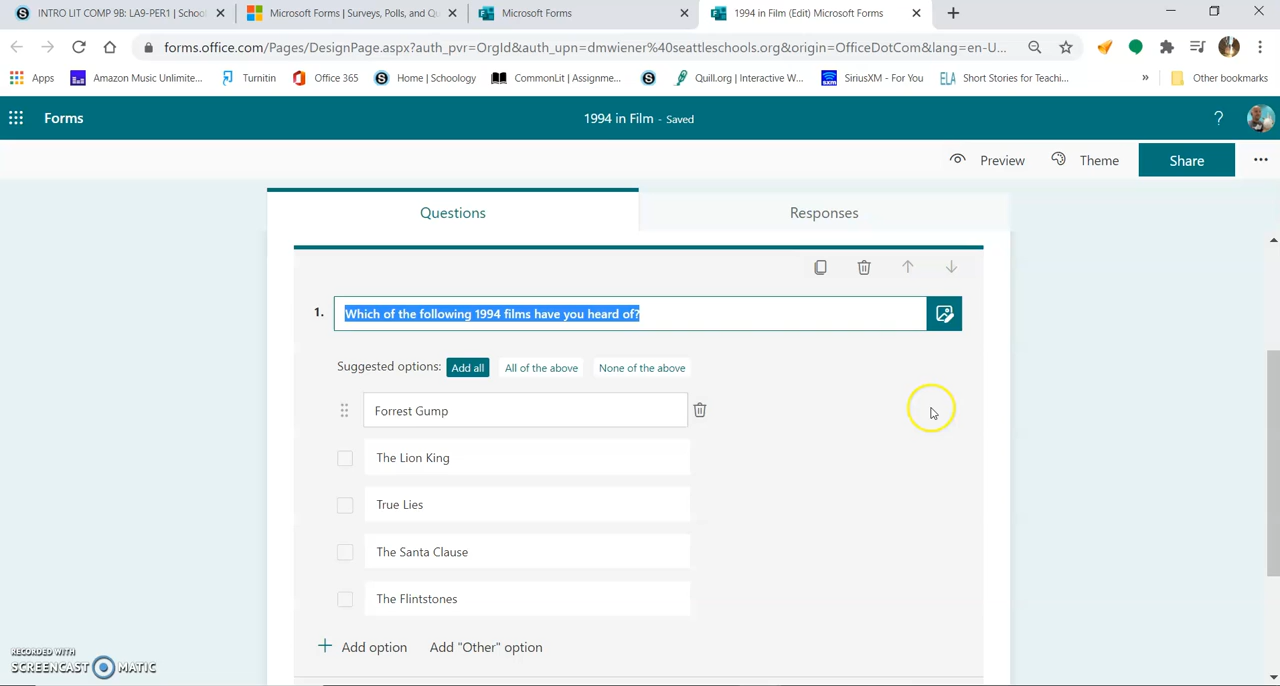 INTRO LIT COMP 9B: LA9-PER1 | School
Microsoft Forms | Surveys, Polls, and Qu
Microsoft Forms
1994 in Film (Edit) Microsoft Forms
forms.office.com/Pages/DesignPage.aspx?auth_pvr=OrgId&auth_upn=dmwiener%40seattleschools.org&origin=OfficeDotCom&lang=en-U...
Apps
Amazon Music Unlimite...
Turnitin
Office 365
Home | Schoology
CommonLit | Assignme...
Quill.org | Interactive W...
SiriusXM - For You
ELA
Short Stories for Teachi...
»
Other bookmarks
Forms
1994 in Film - Saved
?
Preview
Theme
Share
Questions
Responses
1. Which of the following 1994 films have you heard of?
Suggested options: Add all All of the above None of the above
Forrest Gump
The Lion King
True Lies
The Santa Clause
The Flintstones
+ Add option Add "Other" option
RECORDED WITH
SCREENCAST MATIC